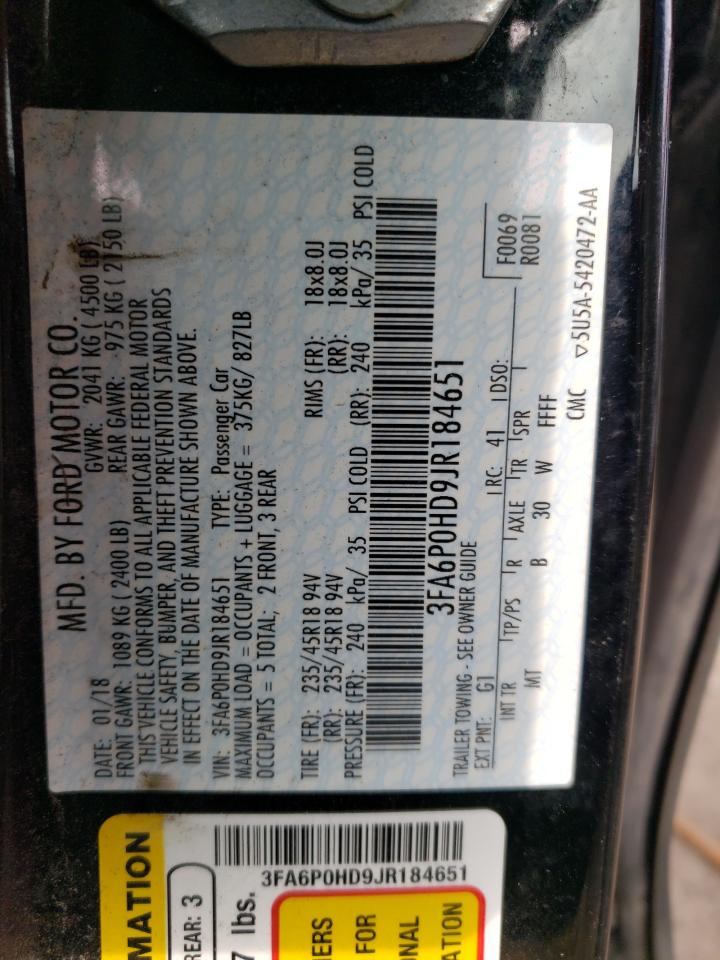 MFD. BY FORD MOTOR CO.
DATE: 01/18 GVWR: 2041 KG ( 4500 LB)
FRONT GAWR: 1089 KG ( 2400 LB) REAR GAWR: 975 KG ( 2150 LB)
THIS VEHICLE CONFORMS TO ALL APPLICABLE FEDERAL MOTOR
VEHICLE SAFETY, BUMPER, AND THEFT PREVENTION STANDARDS
IN EFFECT ON THE DATE OF MANUFACTURE SHOWN ABOVE.
VIN: 3FA6P0HD9JR184651 TYPE: Passenger Car
MAXIMUM LOAD = OCCUPANTS + LUGGAGE = 375KG/ 827LB
OCCUPANTS = 5 TOTAL; 2 FRONT, 3 REAR
TIRE (FR): 235/45R18 94V RIMS (FR): 18x8.0J
(RR): 235/45R18 94V (RR): 18x8.0J
PRESSURE (FR): 240 kPa/ 35 PSI COLD (RR): 240 kPa/ 35 PSI COLD
3FA6P0HD9JR184651
TRAILER TOWING - SEE OWNER GUIDE
EXT PNT: G1 RC: 41 DSO: F0069
R0081
INT TR TP/PS R AXLE TR SPR
MT B 30 W FFFF
CMC ▽5U5A-5420472-AA
MATION
REAR: 3
7 lbs.
3FA6P0HD9JR184651
ERS
FOR
NAL
ATION